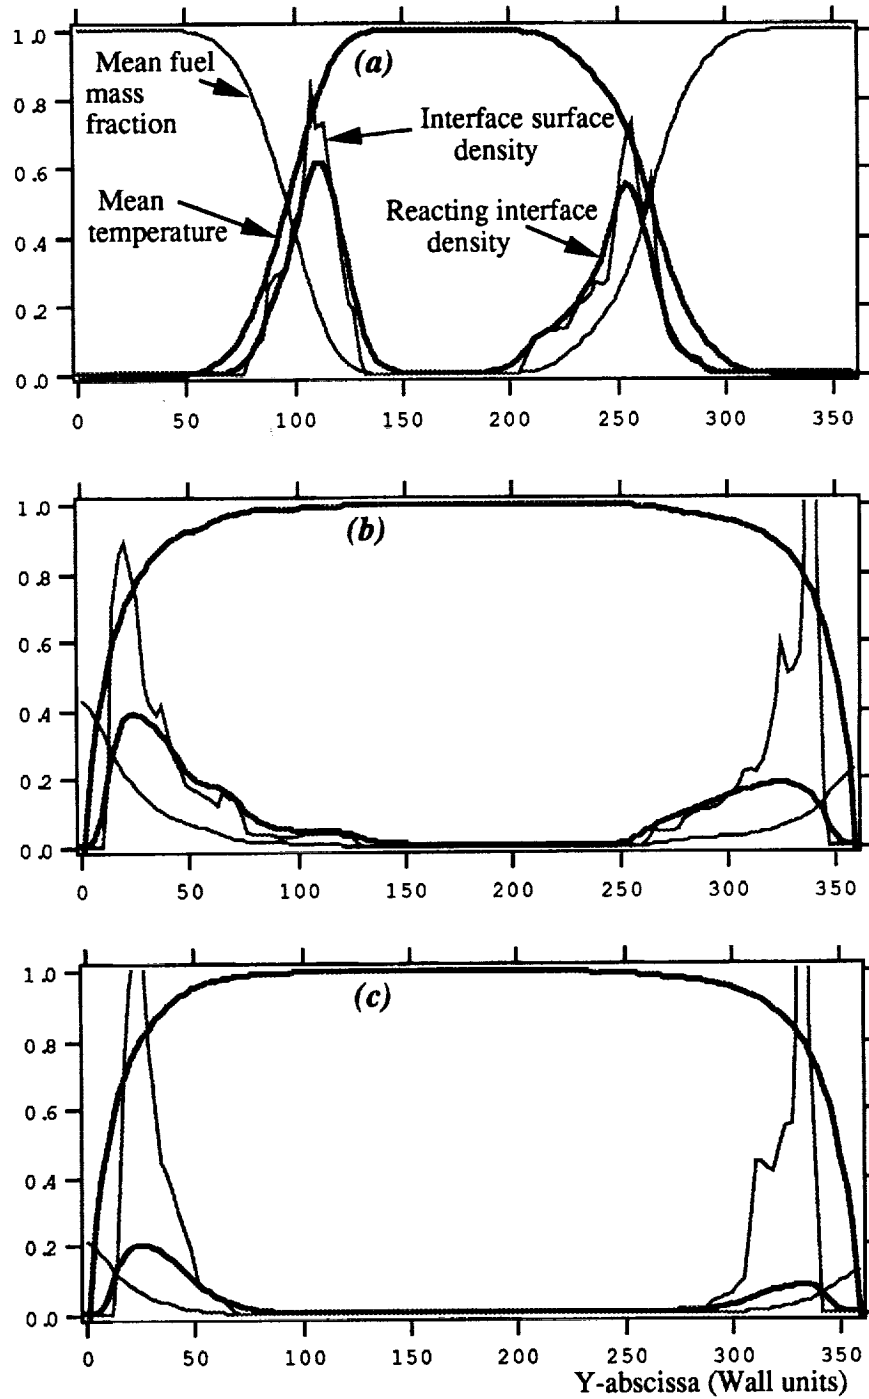 1.0
0.8
0.6
0.4
0.2
0.0
(a)
Mean fuel
mass
fraction
Interface surface
density
Mean
temperature
Reacting interface
density
0 50 100 150 200 250 300 350
1.0
0.8
0.6
0.4
0.2
0.0
(b)
0 50 100 150 200 250 300 350
1.0
0.8
0.6
0.4
0.2
0.0
(c)
0 50 100 150 200 250 300 350
Y-abscissa (Wall units)